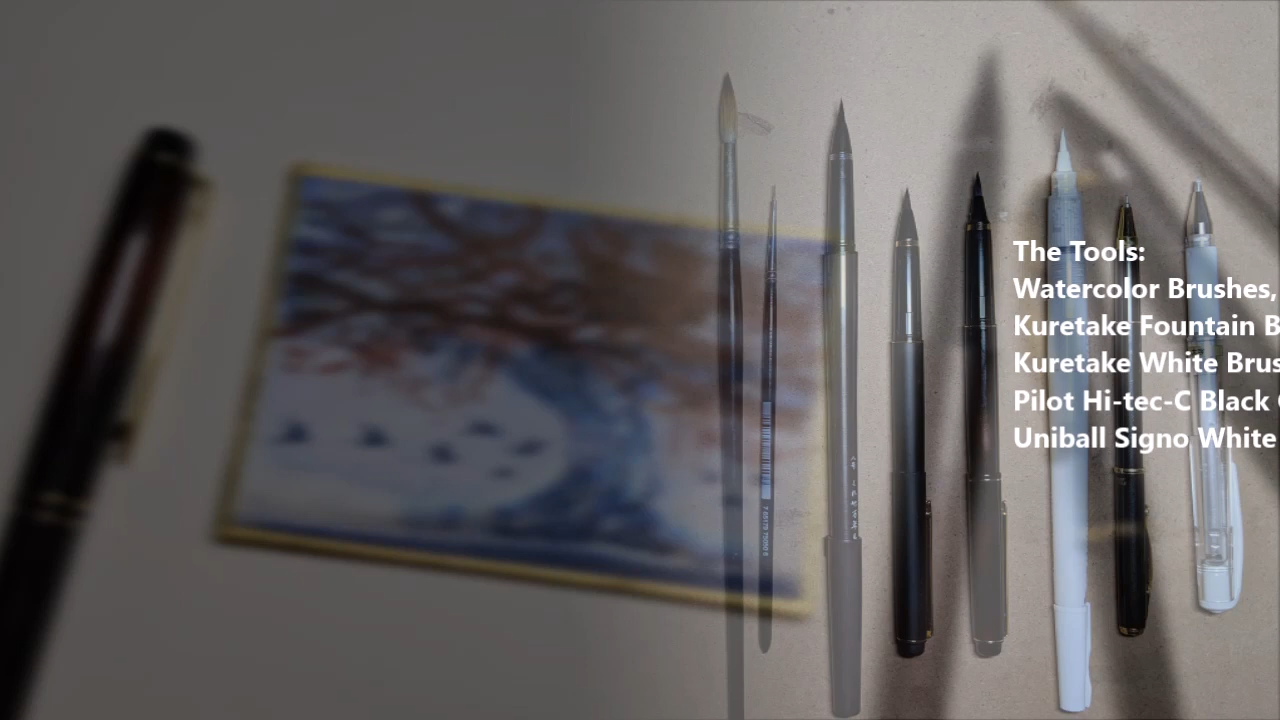 The Tools:
Watercolor Brushes,
Kuretake Fountain
Kuretake White
Pilot Hi-tec-C Black
Uniball Signo White